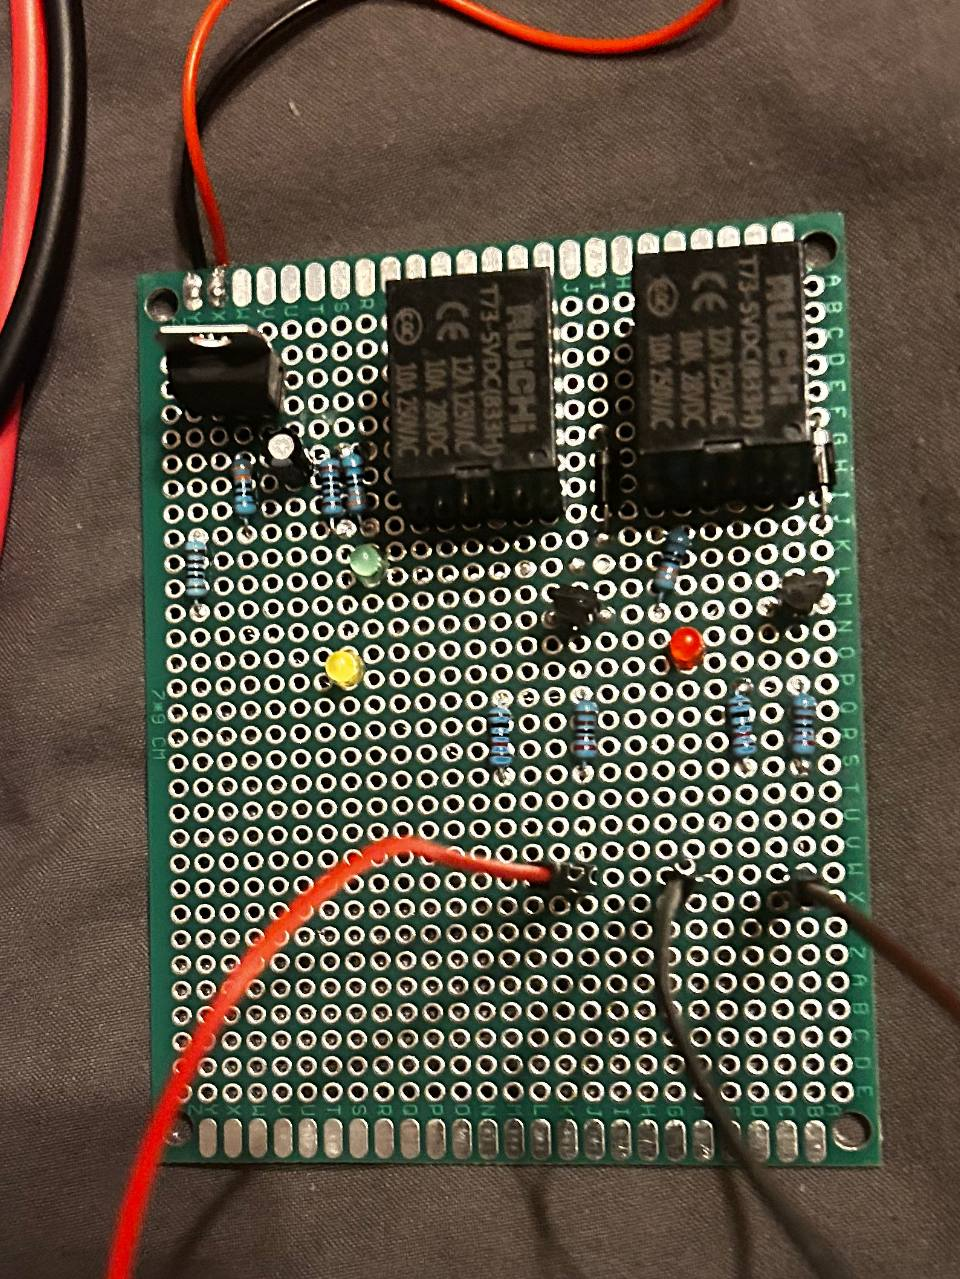 RUiCHi
T73-5VDC(833H)
12A 125VAC
10A 28VDC
10A 250VAC
RUiCHi
T73-5VDC(833H)
12A 125VAC
10A 28VDC
10A 250VAC
7*9 CM
A B C D E F G H I J K L M N O P Q R S T U V W X Y Z A B C D E
Z Y X W V U T S R Q P O N M L K J I H G F E D C B A